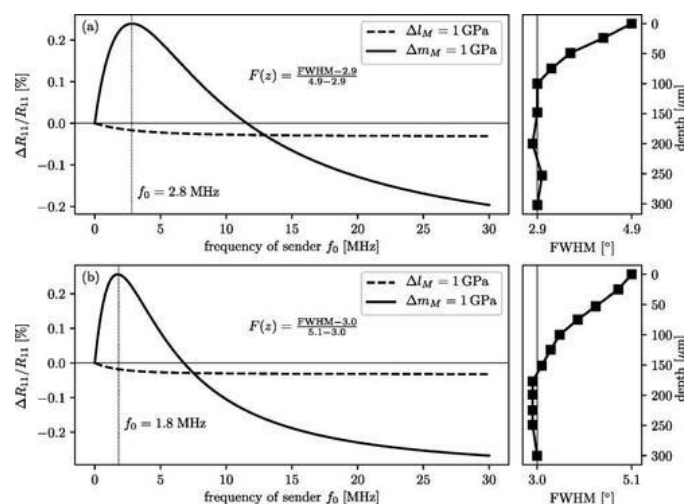 (a)
Δl_M = 1 GPa
Δm_M = 1 GPa
F(z) = (FWHM−2.9)/(4.9−2.9)
f₀ = 2.8 MHz
ΔR₁₁/R₁₁ [%]
0.2
0.1
0.0
−0.1
−0.2
0 5 10 15 20 25 30
frequency of sender f₀ [MHz]
0
50
100
150
200
250
300
depth [μm]
2.9 4.9
FWHM [°]
(b)
Δl_M = 1 GPa
Δm_M = 1 GPa
F(z) = (FWHM−3.0)/(5.1−3.0)
f₀ = 1.8 MHz
ΔR₁₁/R₁₁ [%]
0.2
0.1
0.0
−0.1
−0.2
0 5 10 15 20 25 30
frequency of sender f₀ [MHz]
0
50
100
150
200
250
300
depth [μm]
3.0 5.1
FWHM [°]